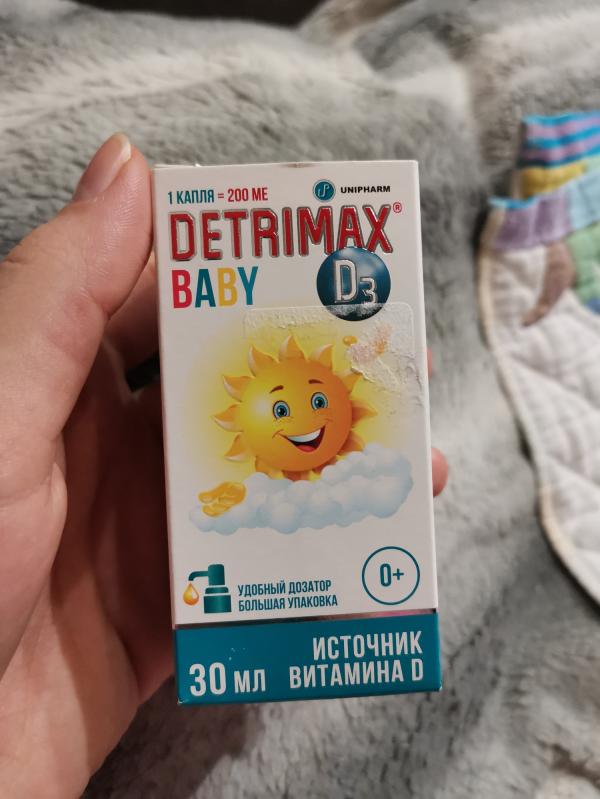 1 КАПЛЯ = 200 МЕ
UNIPHARM
DETRIMAX®
BABY
D3
0+
УДОБНЫЙ ДОЗАТОР
БОЛЬШАЯ УПАКОВКА
30 МЛ
ИСТОЧНИК
ВИТАМИНА D